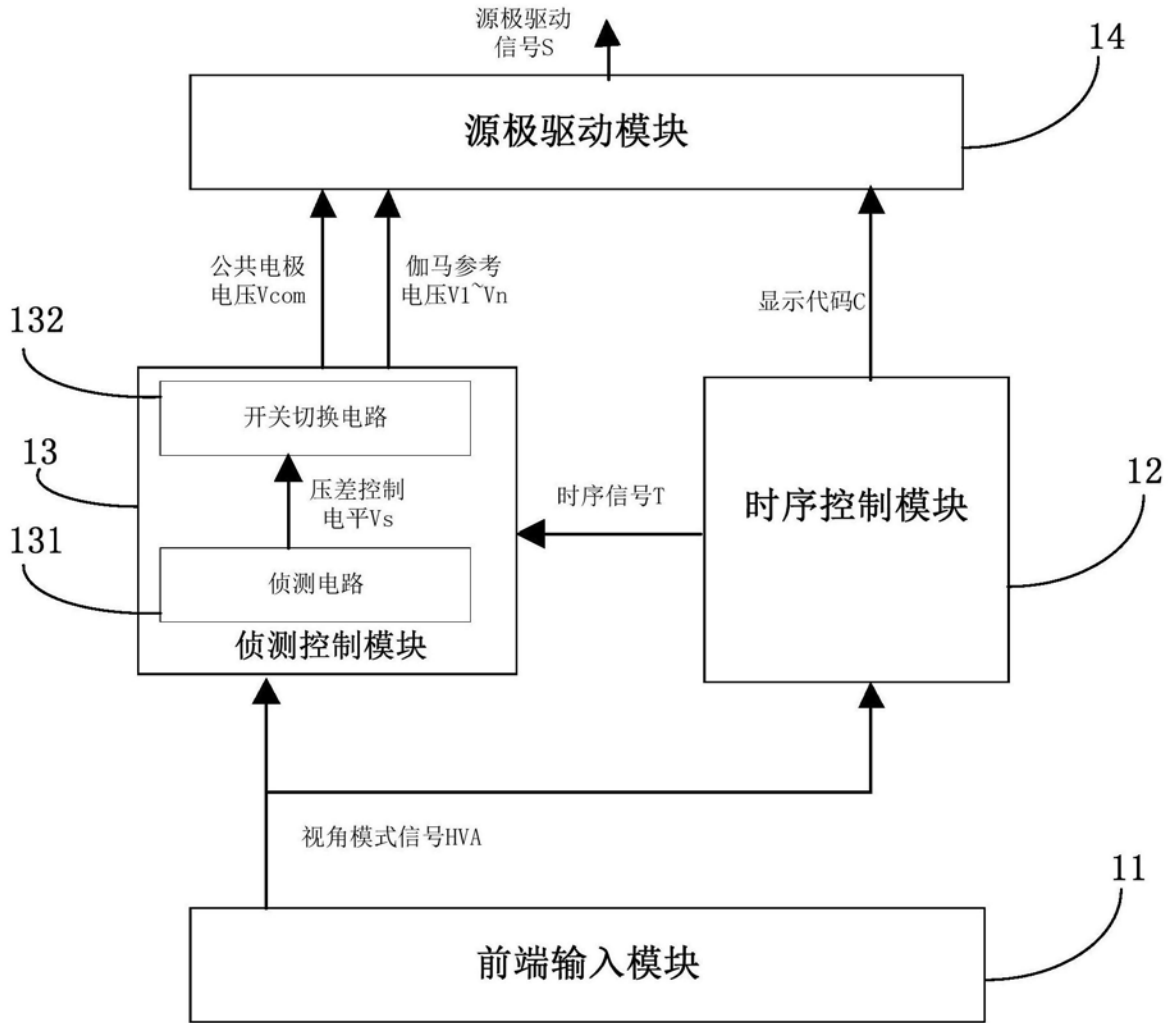 源极驱动
信号S
14
源极驱动模块
公共电极
电压Vcom
伽马参考
电压V1~Vn
显示代码C
132
开关切换电路
13
压差控制
电平Vs
时序信号T
时序控制模块
12
131
侦测电路
侦测控制模块
视角模式信号HVA
11
前端输入模块